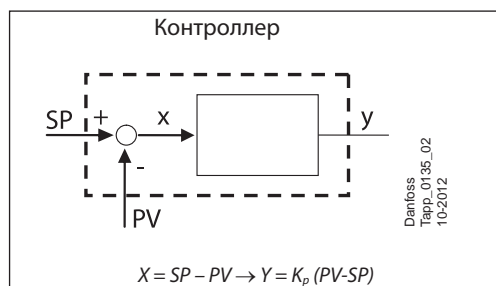 Контроллер
SP
+
x
y
-
PV
Danfoss
Tapp_0135_02
10-2012
X = SP – PV → Y = Kₚ (PV-SP)